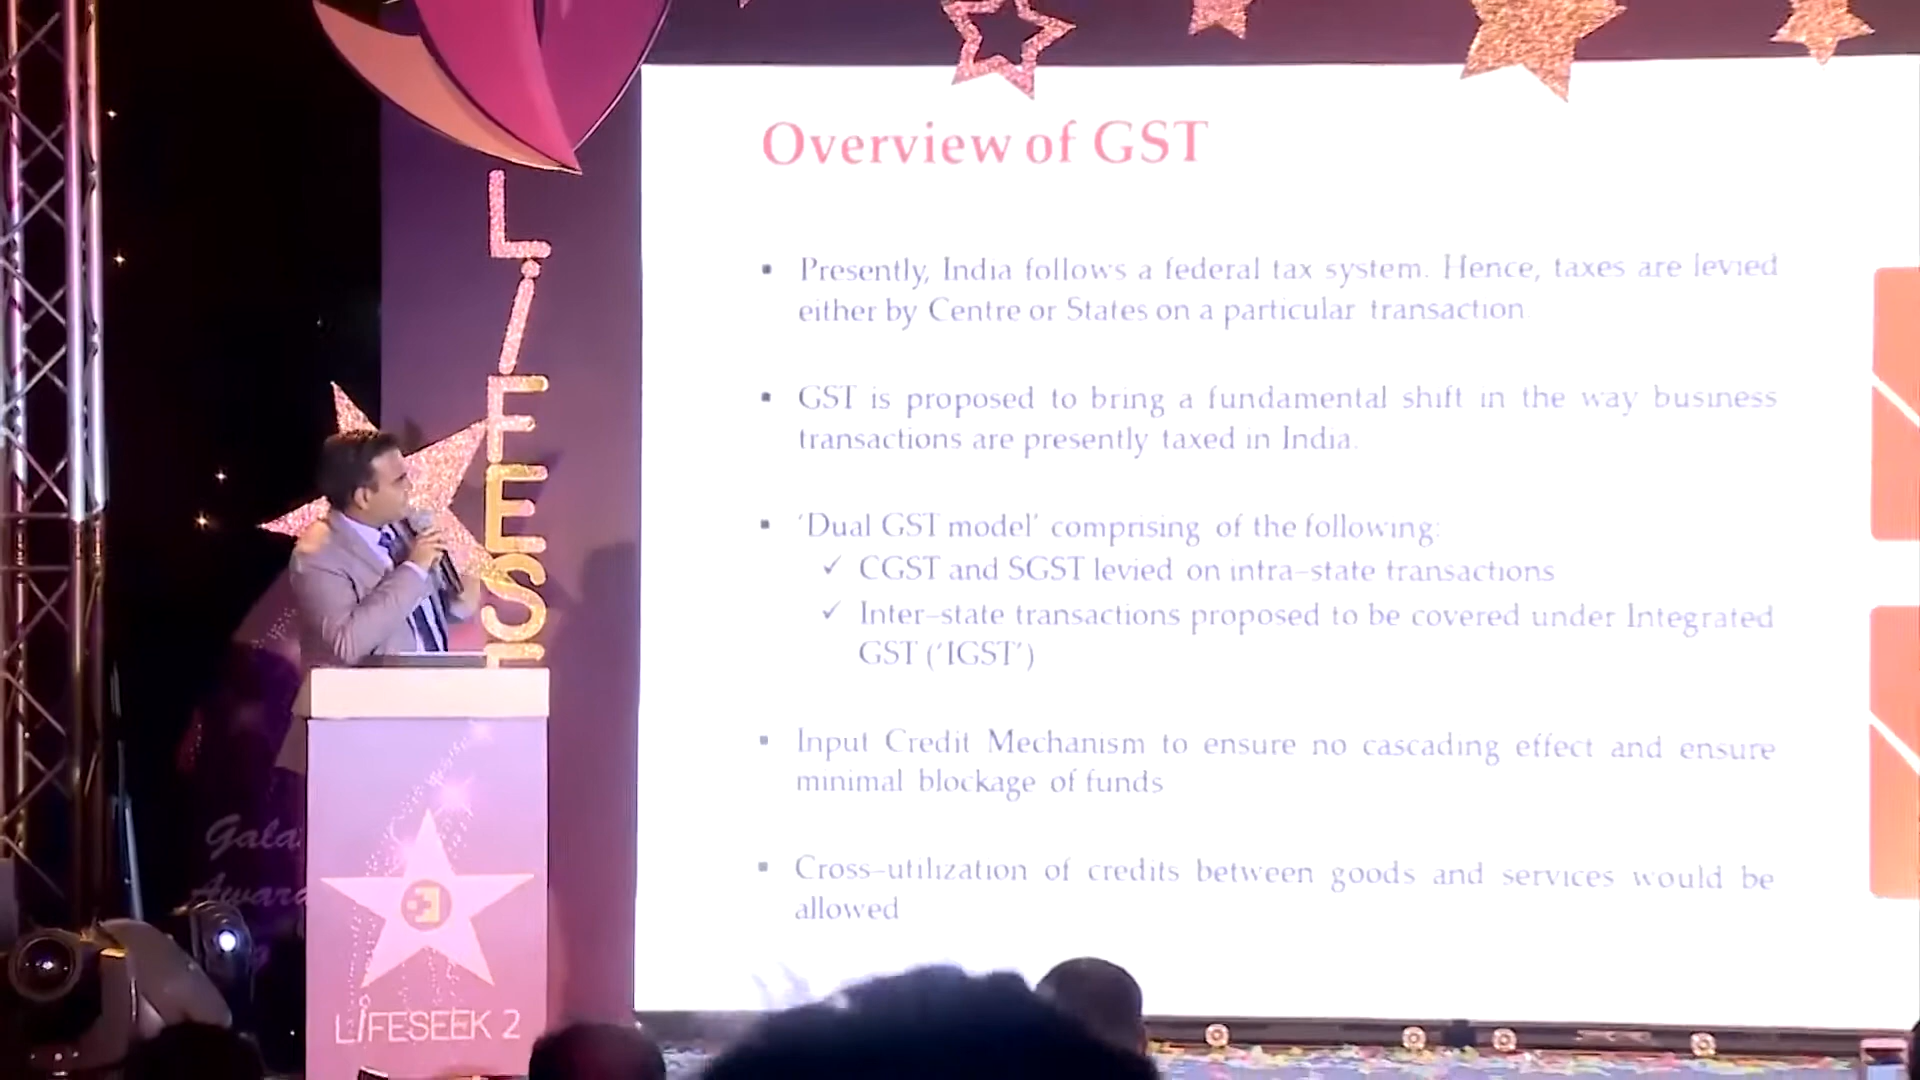 Overview of GST
▪ Presently, India follows a federal tax system. Hence, taxes are levied
either by Centre or States on a particular transaction.
▪ GST is proposed to bring a fundamental shift in the way business
transactions are presently taxed in India.
▪ ‘Dual GST model’ comprising of the following:
✓ CGST and SGST levied on intra-state transactions
✓ Inter-state transactions proposed to be covered under Integrated
GST (‘IGST’)
▪ Input Credit Mechanism to ensure no cascading effect and ensure
minimal blockage of funds
▪ Cross-utilization of credits between goods and services would be
allowed
LIFESE
Gala
Award
LIFESEEK 2